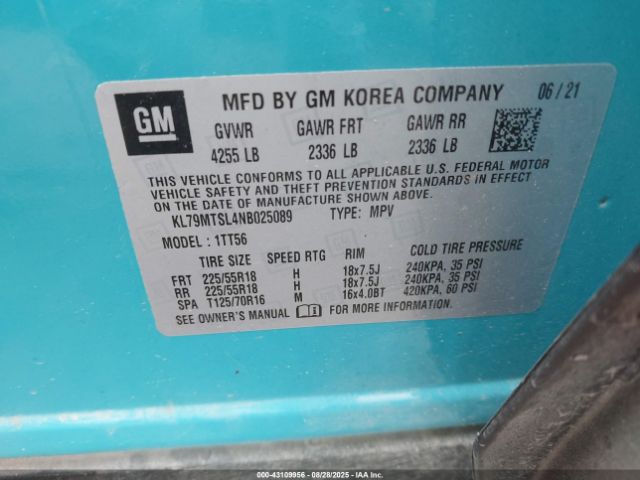 GM
MFD BY GM KOREA COMPANY 06/21
GVWR GAWR FRT GAWR RR
4255 LB 2336 LB 2336 LB
THIS VEHICLE CONFORMS TO ALL APPLICABLE U.S. FEDERAL MOTOR
VEHICLE SAFETY AND THEFT PREVENTION STANDARDS IN EFFECT
ON THE DATE OF MANUFACTURE SHOWN ABOVE.
KL79MTSL4NB025089 TYPE: MPV
MODEL: 1TT56
TIRE SIZE SPEED RTG RIM COLD TIRE PRESSURE
FRT 225/55R18 H 18x7.5J 240KPA, 35 PSI
RR 225/55R18 H 18x7.5J 240KPA, 35 PSI
SPA T125/70R16 M 16x4.0BT 420KPA, 60 PSI
SEE OWNER'S MANUAL FOR MORE INFORMATION
00-43109956 | 08/28/2025 | IAAI.COM